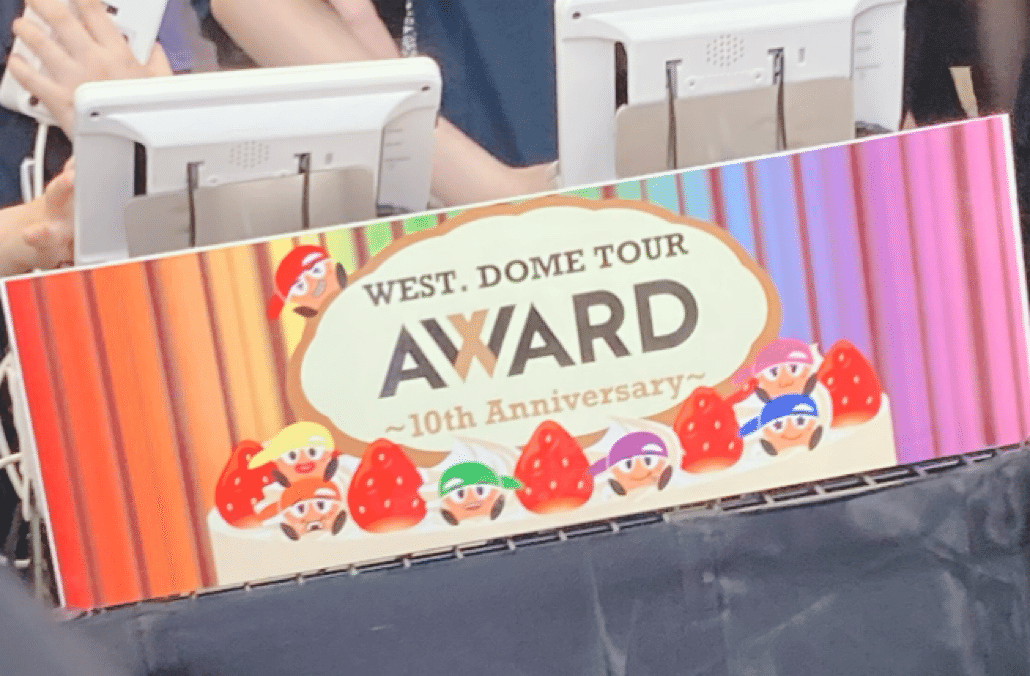 WEST. DOME TOUR
AWARD
~10th Anniversary~